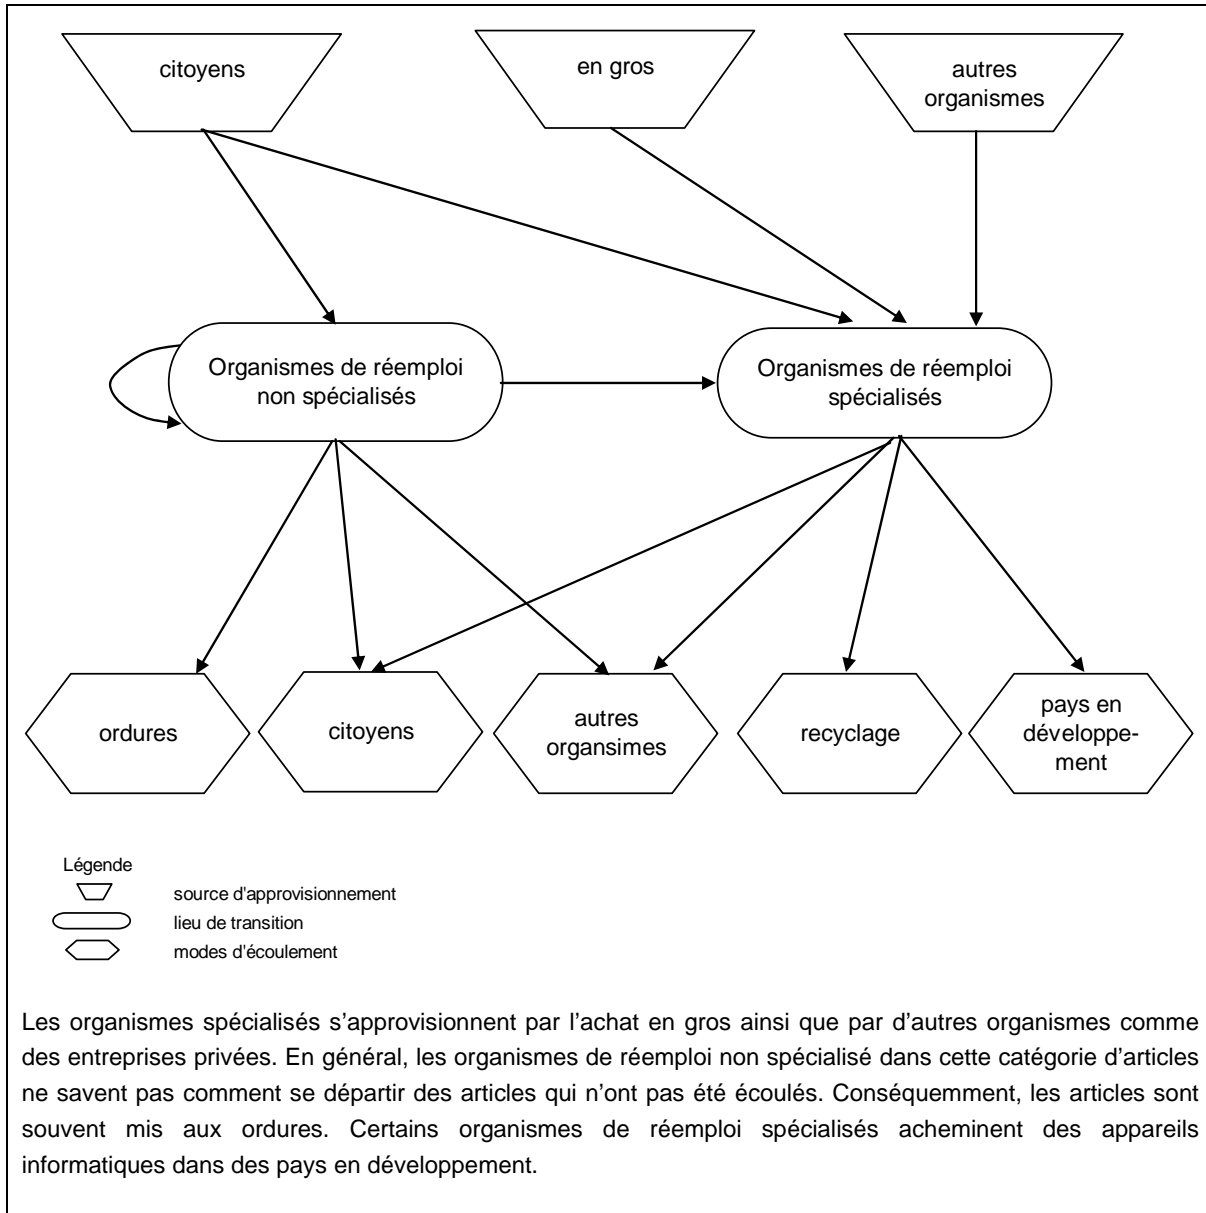 citoyens
en gros
autres
organismes
Organismes de réemploi
non spécialisés
Organismes de réemploi
spécialisés
ordures
citoyens
autres
organsimes
recyclage
pays en
développe-
ment
Légende
source d'approvisionnement
lieu de transition
modes d'écoulement
Les organismes spécialisés s’approvisionnent par l’achat en gros ainsi que par d’autres organismes comme
des entreprises privées. En général, les organismes de réemploi non spécialisé dans cette catégorie d’articles
ne savent pas comment se départir des articles qui n’ont pas été écoulés. Conséquemment, les articles sont
souvent mis aux ordures. Certains organismes de réemploi spécialisés acheminent des appareils
informatiques dans des pays en développement.